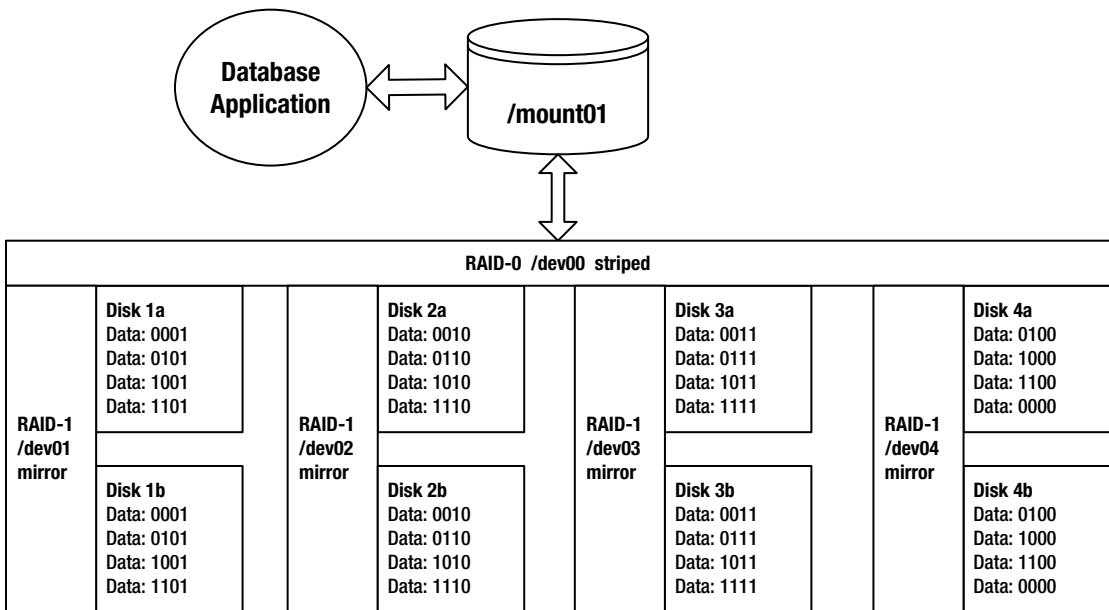 Database
Application
/mount01
RAID-0 /dev00 striped
RAID-1
/dev01
mirror
Disk 1a
Data: 0001
Data: 0101
Data: 1001
Data: 1101
Disk 1b
Data: 0001
Data: 0101
Data: 1001
Data: 1101
RAID-1
/dev02
mirror
Disk 2a
Data: 0010
Data: 0110
Data: 1010
Data: 1110
Disk 2b
Data: 0010
Data: 0110
Data: 1010
Data: 1110
RAID-1
/dev03
mirror
Disk 3a
Data: 0011
Data: 0111
Data: 1011
Data: 1111
Disk 3b
Data: 0011
Data: 0111
Data: 1011
Data: 1111
RAID-1
/dev04
mirror
Disk 4a
Data: 0100
Data: 1000
Data: 1100
Data: 0000
Disk 4b
Data: 0100
Data: 1000
Data: 1100
Data: 0000